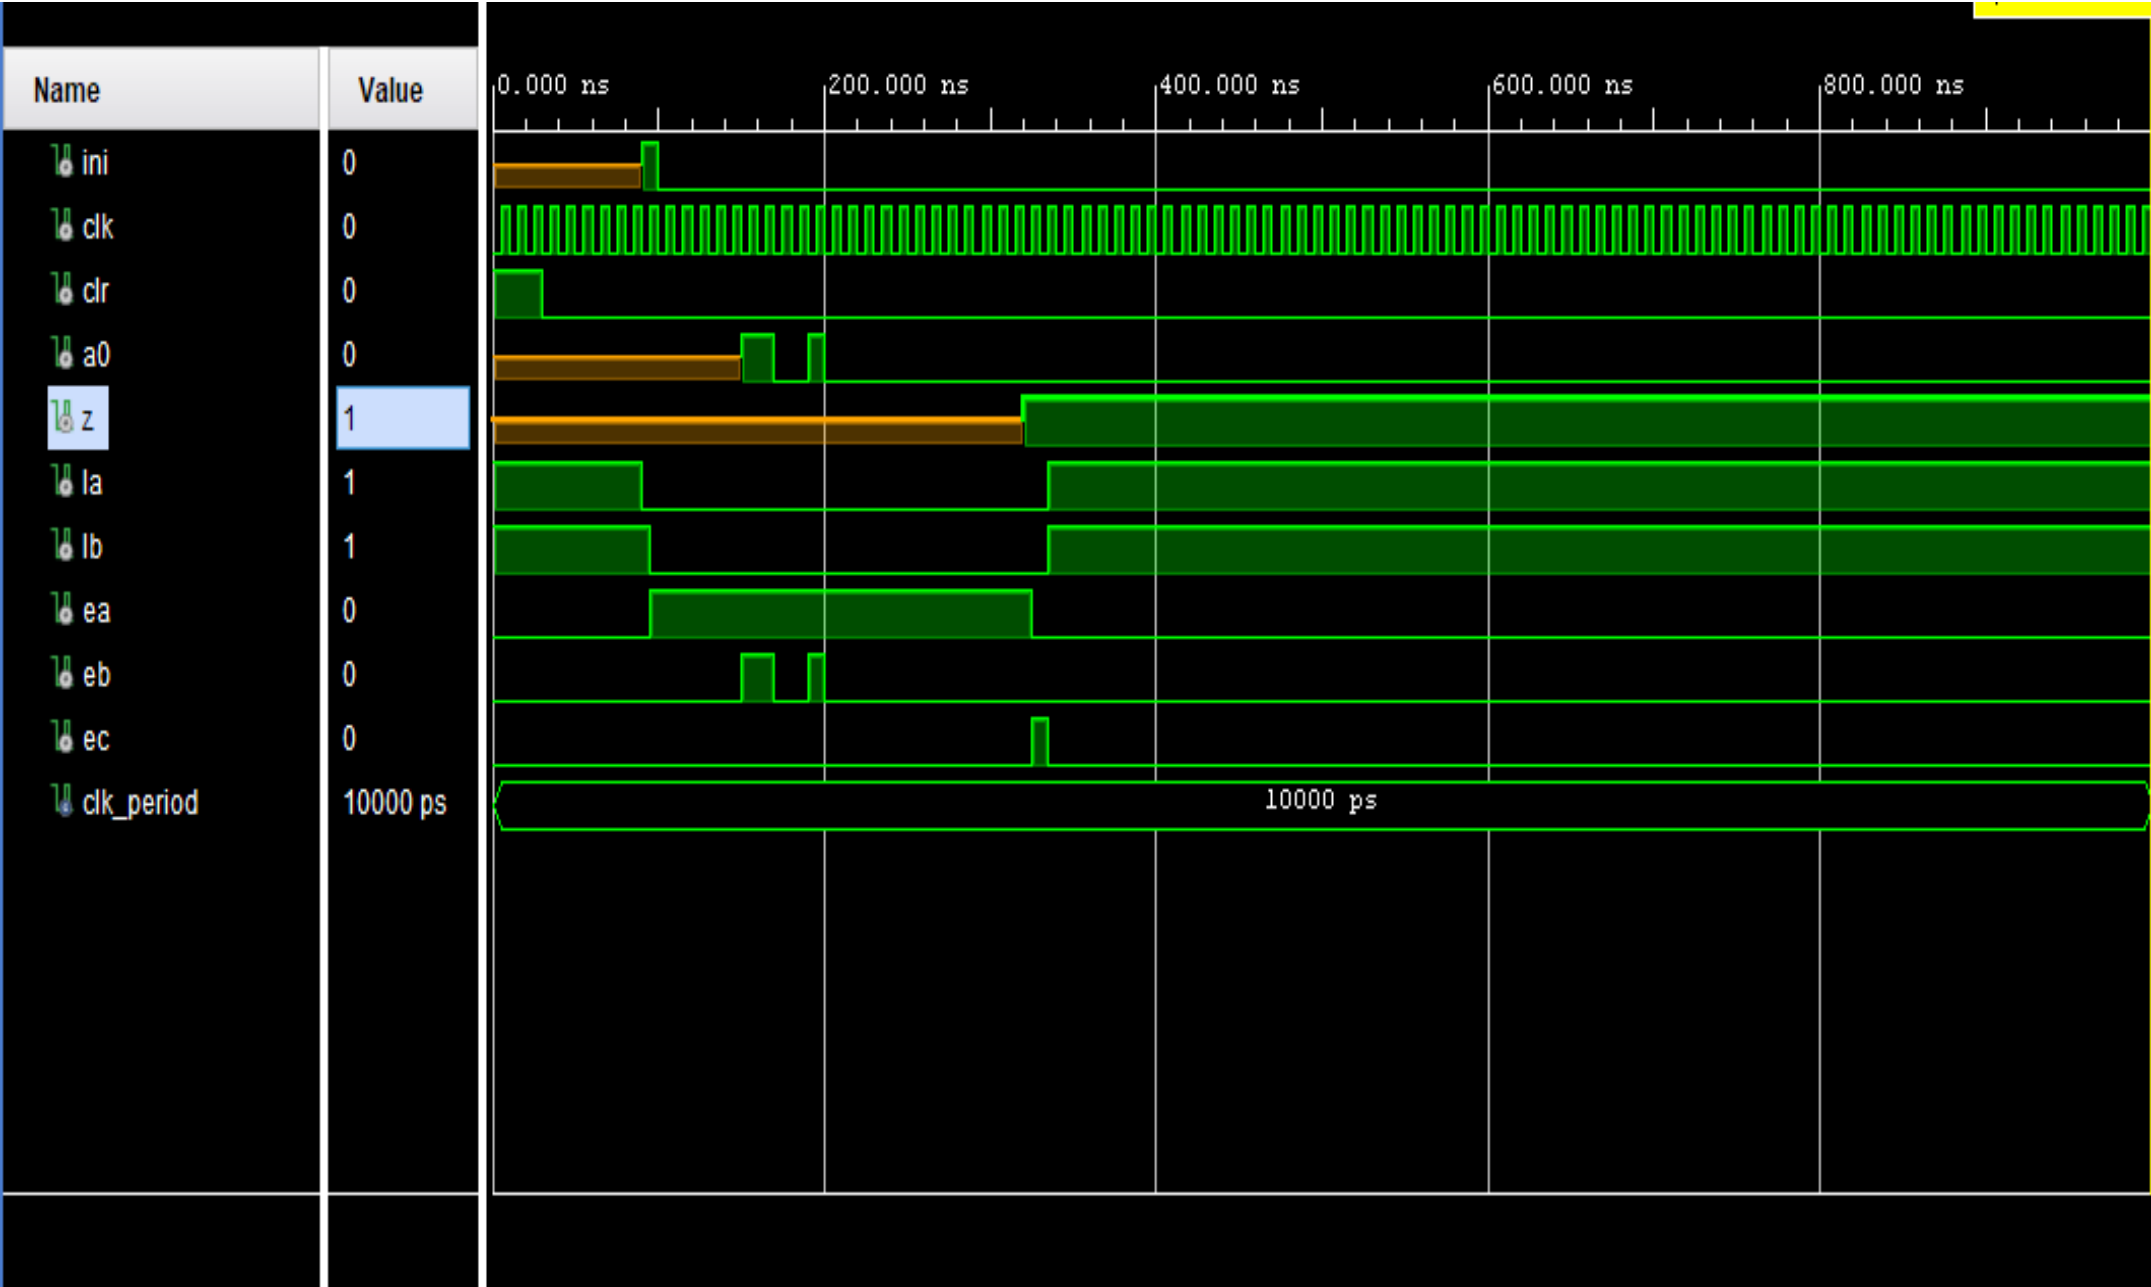 Name Value 0.000 ns 200.000 ns 400.000 ns 600.000 ns 800.000 ns
ini 0
clk 0
clr 0
a0 0
z 1
la 1
lb 1
ea 0
eb 0
ec 0
clk_period 10000 ps 10000 ps